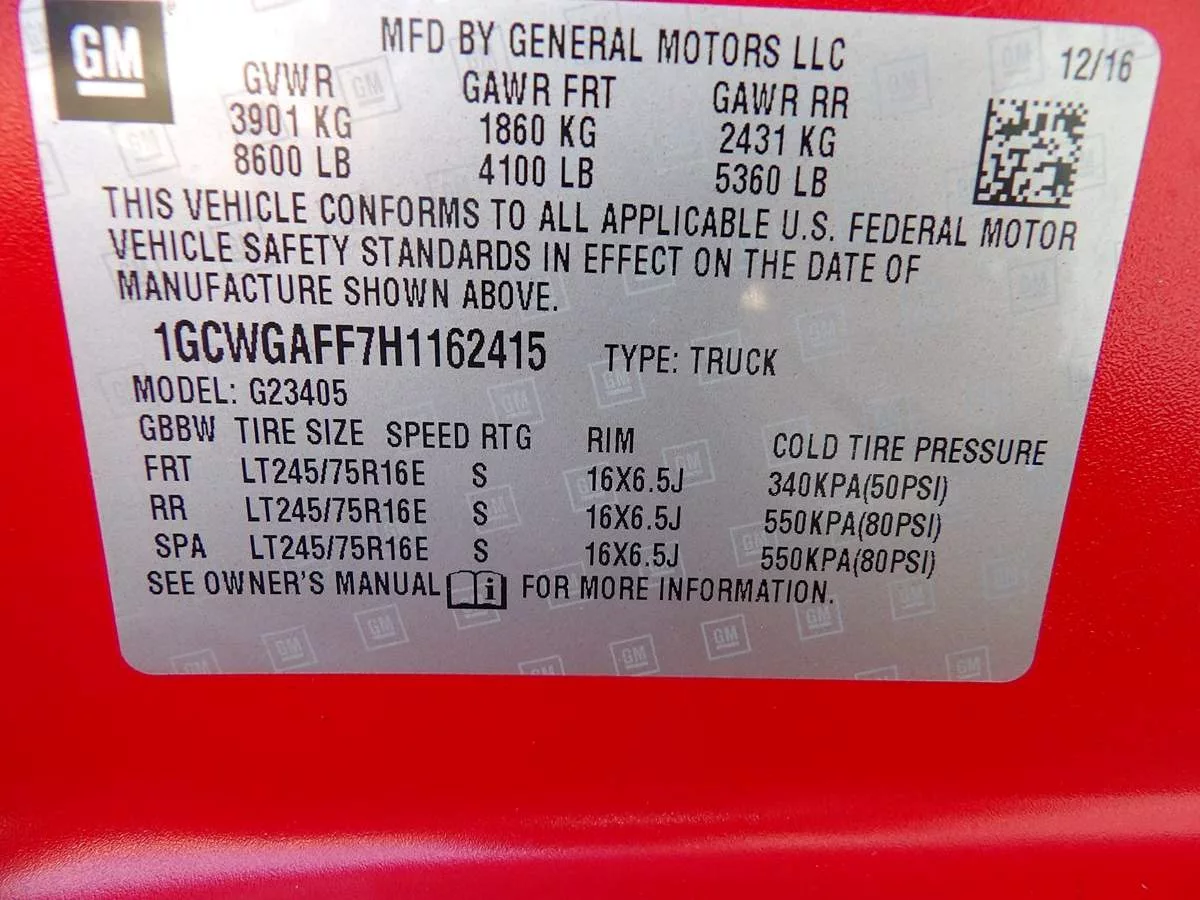 GM
MFD BY GENERAL MOTORS LLC
12/16
GVWR GAWR FRT GAWR RR
3901 KG 1860 KG 2431 KG
8600 LB 4100 LB 5360 LB
THIS VEHICLE CONFORMS TO ALL APPLICABLE U.S. FEDERAL MOTOR
VEHICLE SAFETY STANDARDS IN EFFECT ON THE DATE OF
MANUFACTURE SHOWN ABOVE.
1GCWGAFF7H1162415 TYPE: TRUCK
MODEL: G23405
GBBW TIRE SIZE SPEED RTG RIM COLD TIRE PRESSURE
FRT LT245/75R16E S 16X6.5J 340KPA(50PSI)
RR LT245/75R16E S 16X6.5J 550KPA(80PSI)
SPA LT245/75R16E S 16X6.5J 550KPA(80PSI)
SEE OWNER'S MANUAL i FOR MORE INFORMATION.